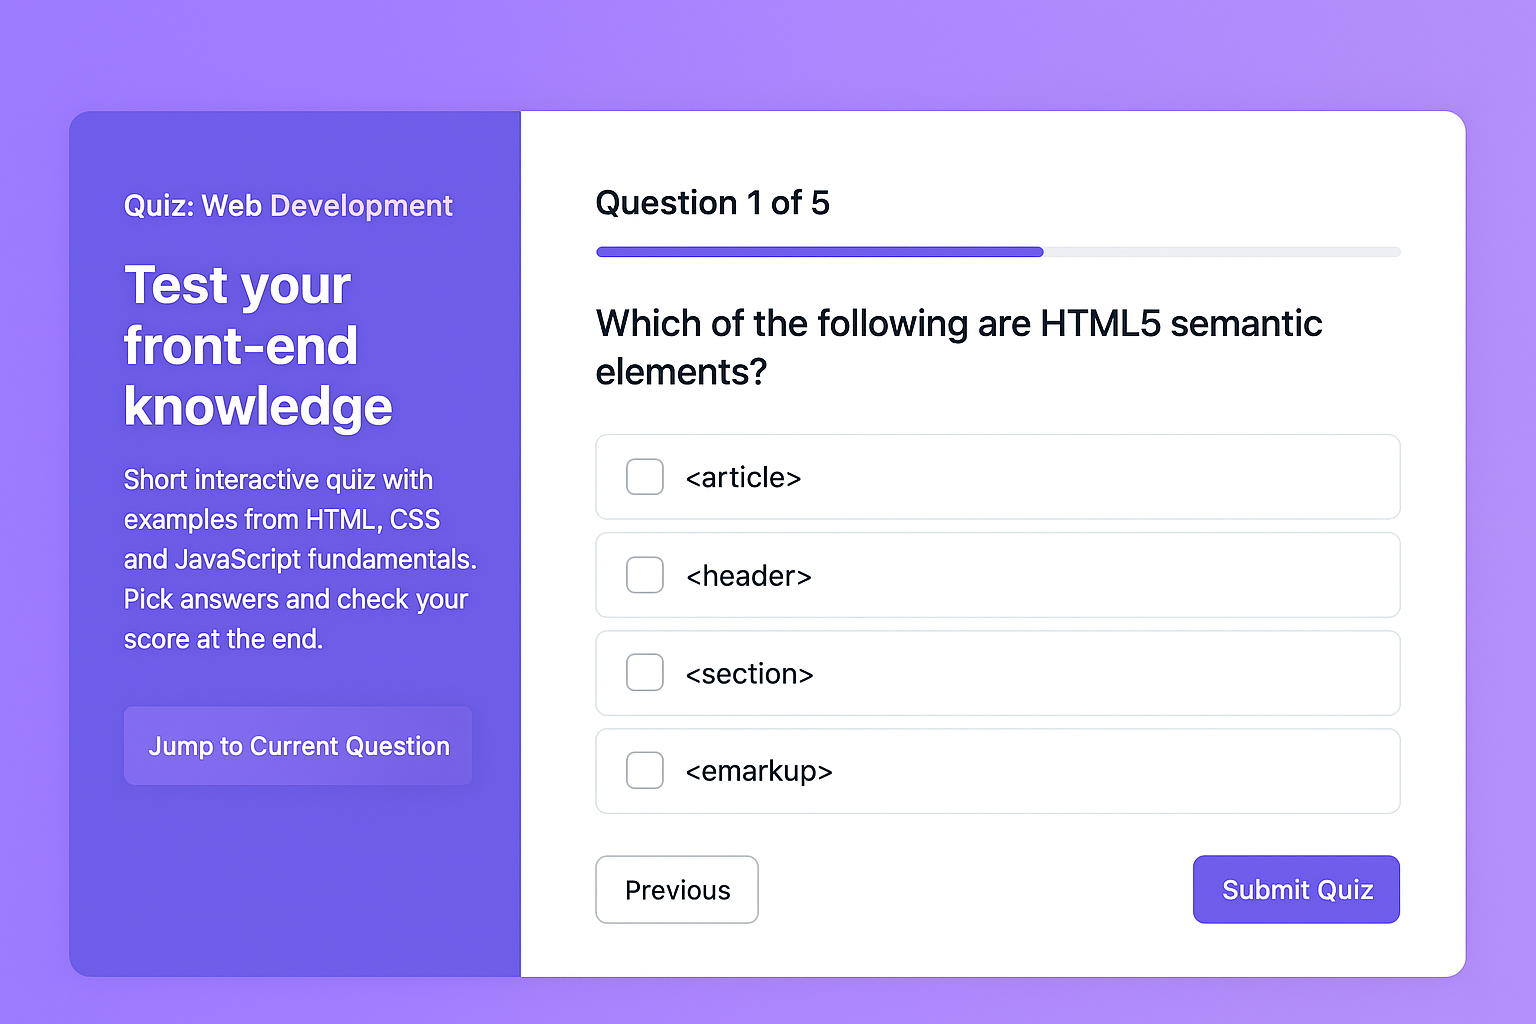 Quiz: Web Development
Test your
front-end
knowledge
Short interactive quiz with
examples from HTML, CSS
and JavaScript fundamentals.
Pick answers and check your
score at the end.
Jump to Current Question
Question 1 of 5
Which of the following are HTML5 semantic
elements?
<article>
<header>
<section>
<emarkup>
Previous
Submit Quiz